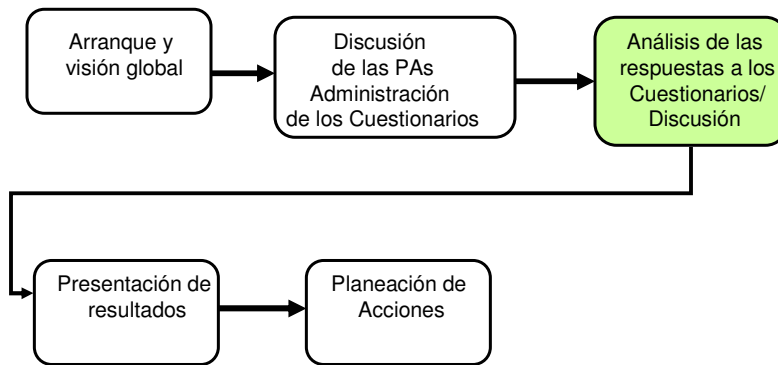 Arranque y
visión global
Discusión
de las PAs
Administración
de los Cuestionarios
Análisis de las
respuestas a los
Cuestionarios/
Discusión
Presentación de
resultados
Planeación de
Acciones